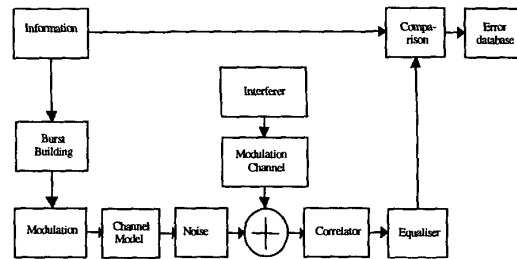 Information
Compa-
rison
Error
database
Interferer
Burst
Building
Modulation
Channel
Modulation
Channel
Model
Noise
Correlator
Equaliser